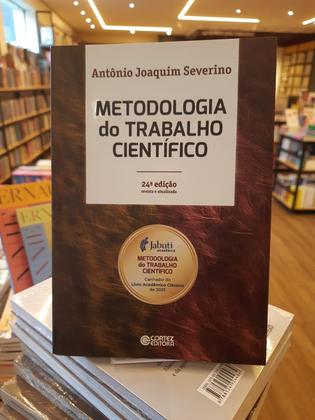 Antônio Joaquim Severino
METODOLOGIA
do TRABALHO
CIENTÍFICO
24ª edição
revista e atualizada
Jabuti
Acadêmico
METODOLOGIA
do TRABALHO
CIENTÍFICO
Ganhador do
Livro Acadêmico Clássico
de 2025
CORTEZ
EDITORA